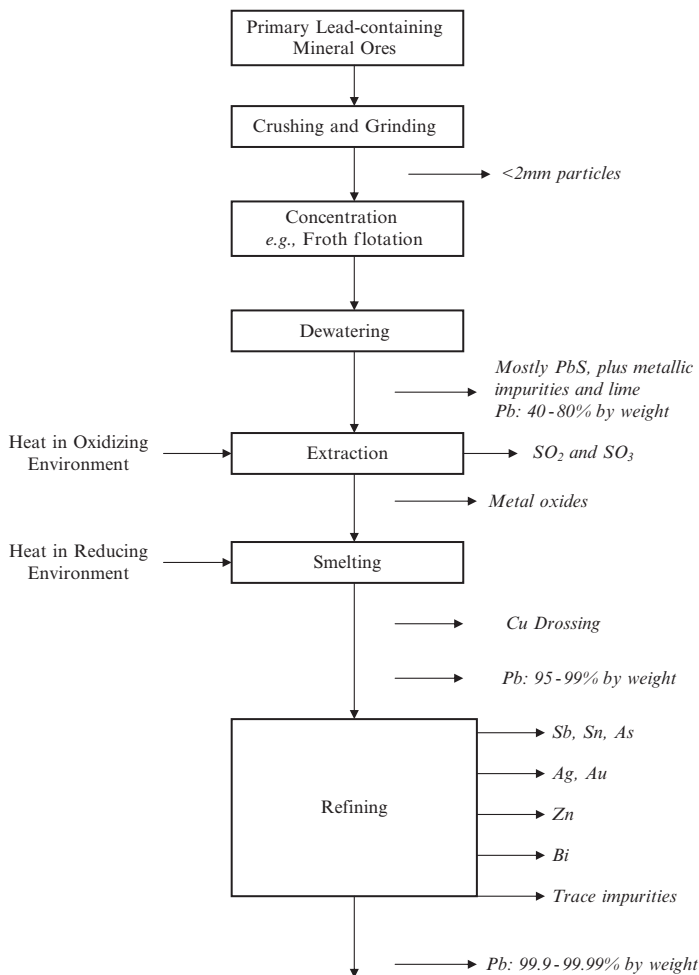 Primary Lead-containing
Mineral Ores
Crushing and Grinding
<2mm particles
Concentration
e.g., Froth flotation
Dewatering
Mostly PbS, plus metallic
impurities and lime
Pb: 40-80% by weight
Heat in Oxidizing
Environment
Extraction
SO₂ and SO₃
Metal oxides
Heat in Reducing
Environment
Smelting
Cu Drossing
Pb: 95-99% by weight
Refining
Sb, Sn, As
Ag, Au
Zn
Bi
Trace impurities
Pb: 99.9-99.99% by weight